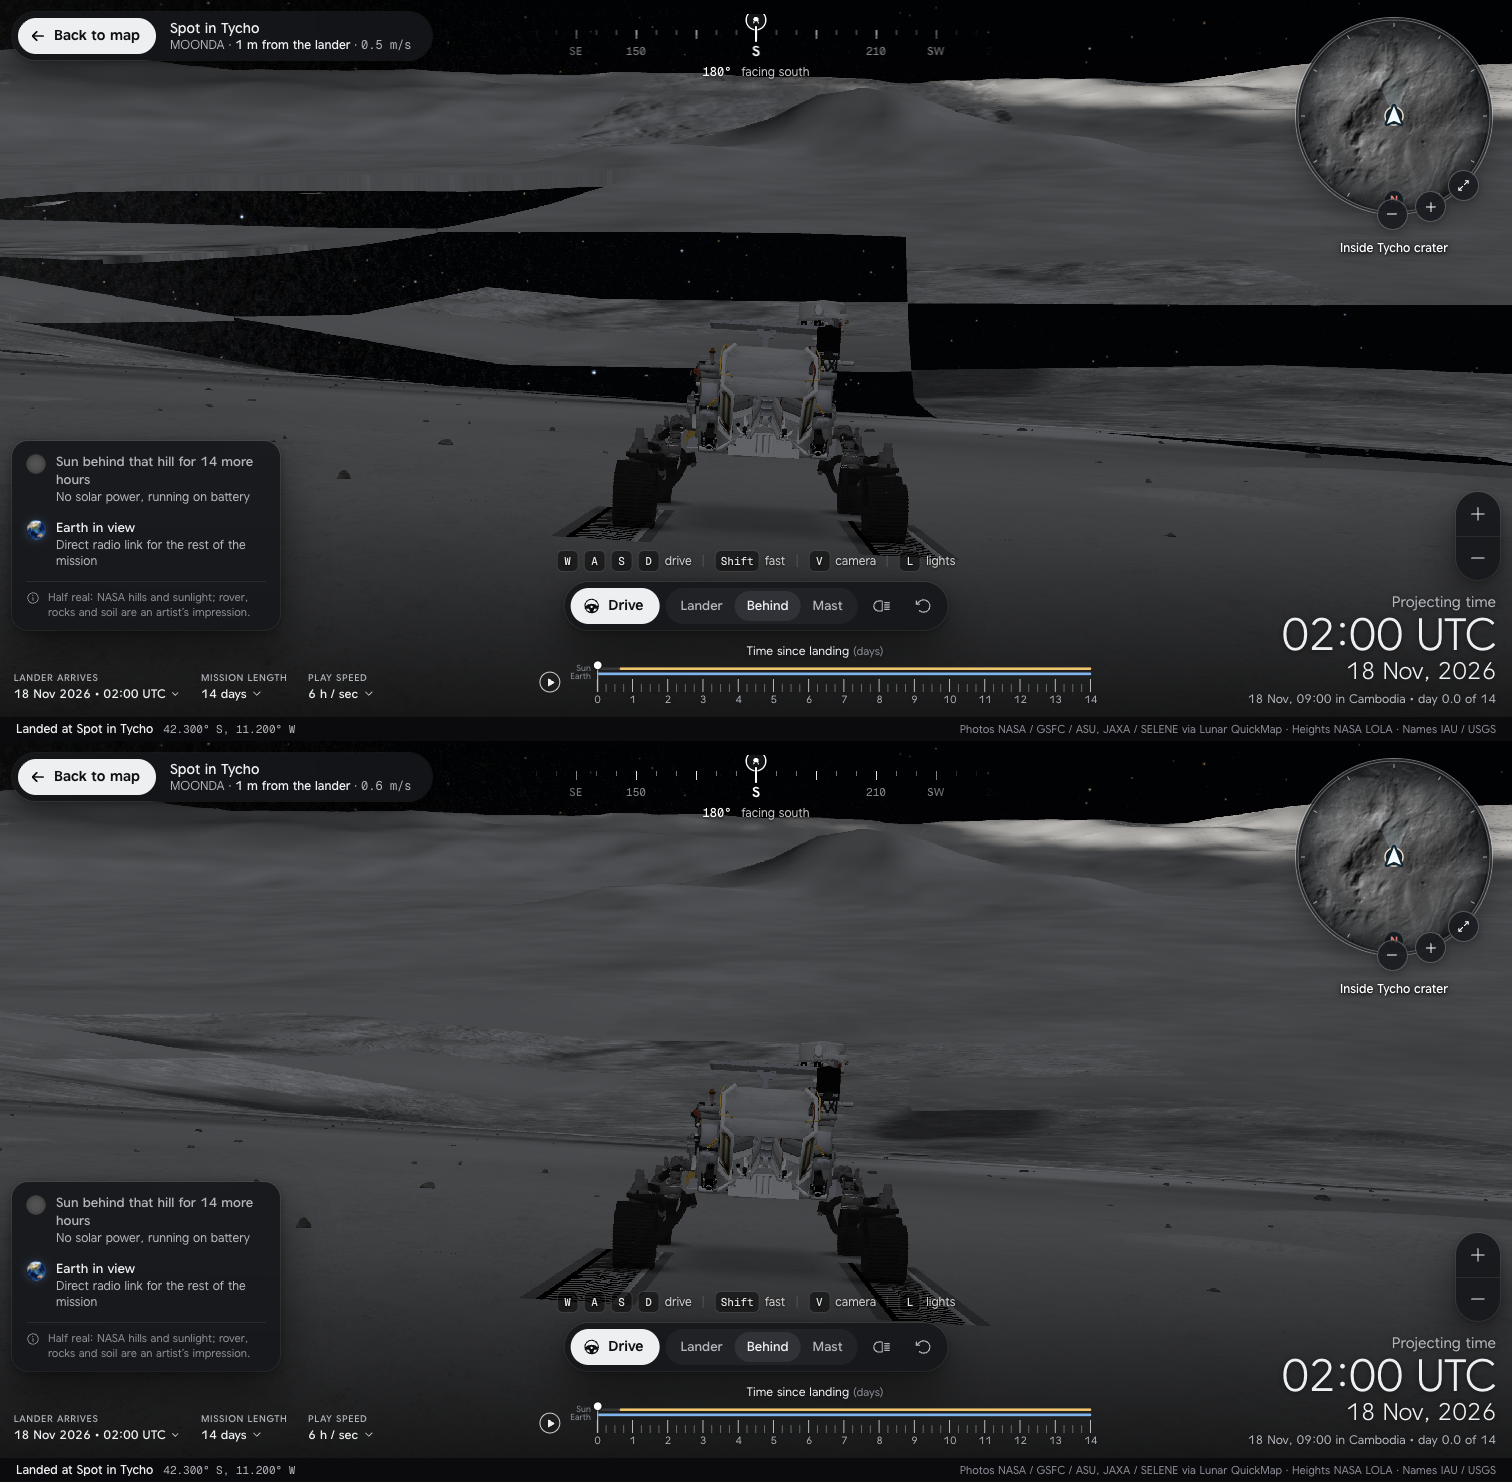 Back to map
Spot in Tycho
MOONDA · 1 m from the lander · 0.5 m/s
SE 150 S 210 SW
180° facing south
N
Inside Tycho crater
Sun behind that hill for 14 more
hours
No solar power, running on battery
Earth in view
Direct radio link for the rest of the
mission
Half real: NASA hills and sunlight; rover,
rocks and soil are an artist's impression.
W A S D drive | Shift fast | V camera | L lights
Drive Lander Behind Mast
Projecting time
02:00 UTC
18 Nov, 2026
18 Nov, 09:00 in Cambodia • day 0.0 of 14
LANDER ARRIVES MISSION LENGTH PLAY SPEED
18 Nov 2026 • 02:00 UTC 14 days 6 h / sec
Time since landing (days)
Sun
Earth
0 1 2 3 4 5 6 7 8 9 10 11 12 13 14
Landed at Spot in Tycho 42.300° S, 11.200° W
Photos NASA / GSFC / ASU, JAXA / SELENE via Lunar QuickMap · Heights NASA LOLA · Names IAU / USGS
Back to map
Spot in Tycho
MOONDA · 1 m from the lander · 0.6 m/s
SE 150 S 210 SW
180° facing south
N
Inside Tycho crater
Sun behind that hill for 14 more
hours
No solar power, running on battery
Earth in view
Direct radio link for the rest of the
mission
Half real: NASA hills and sunlight; rover,
rocks and soil are an artist's impression.
W A S D drive | Shift fast | V camera L lights
Drive Lander Behind Mast
Projecting time
02:00 UTC
18 Nov, 2026
18 Nov, 09:00 in Cambodia • day 0.0 of 14
LANDER ARRIVES MISSION LENGTH PLAY SPEED
18 Nov 2026 • 02:00 UTC 14 days 6 h / sec
Time since landing (days)
Sun
Earth
0 1 2 3 4 5 6 7 8 9 10 11 12 13 14
Landed at Spot in Tycho 42.300° S, 11.200° W
Photos NASA / GSFC / ASU, JAXA / SELENE via Lunar QuickMap · Heights NASA LOLA · Names IAU / USGS